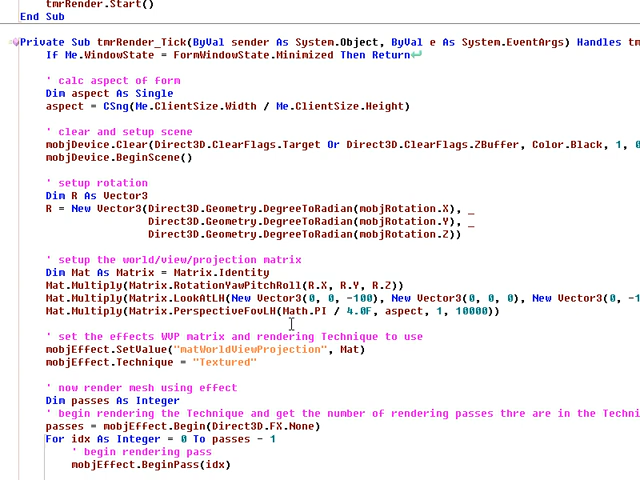 tmrRender.Start()
End Sub
Private Sub tmrRender_Tick(ByVal sender As System.Object, ByVal e As System.EventArgs) Handles tm
If Me.WindowState = FormWindowState.Minimized Then Return
' calc aspect of form
Dim aspect As Single
aspect = CSng(Me.ClientSize.Width / Me.ClientSize.Height)
' clear and setup scene
mobjDevice.Clear(Direct3D.ClearFlags.Target Or Direct3D.ClearFlags.ZBuffer, Color.Black, 1, 0
mobjDevice.BeginScene()
' setup rotation
Dim R As Vector3
R = New Vector3(Direct3D.Geometry.DegreeToRadian(mobjRotation.X), _
Direct3D.Geometry.DegreeToRadian(mobjRotation.Y), _
Direct3D.Geometry.DegreeToRadian(mobjRotation.Z))
' setup the world/view/projection matrix
Dim Mat As Matrix = Matrix.Identity
Mat.Multiply(Matrix.RotationYawPitchRoll(R.X, R.Y, R.Z))
Mat.Multiply(Matrix.LookAtLH(New Vector3(0, 0, -100), New Vector3(0, 0, 0), New Vector3(0, -1
Mat.Multiply(Matrix.PerspectiveFovLH(Math.PI / 4.0F, aspect, 1, 10000))
' set the effects WVP matrix and rendering Technique to use
mobjEffect.SetValue("matWorldViewProjection", Mat)
mobjEffect.Technique = "Textured"
' now render mesh using effect
Dim passes As Integer
' begin rendering the Technique and get the number of rendering passes thre are in the Techni
passes = mobjEffect.Begin(Direct3D.FX.None)
For idx As Integer = 0 To passes - 1
' begin rendering pass
mobjEffect.BeginPass(idx)